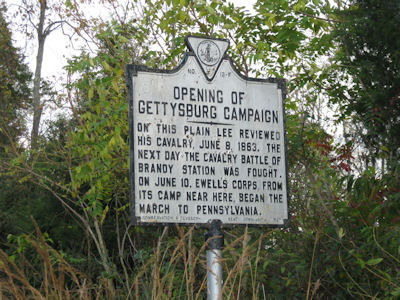 NO. 12-F
OPENING OF
GETTYSBURG CAMPAIGN
ON THIS PLAIN LEE REVIEWED
HIS CAVALRY, JUNE 8, 1863. THE
NEXT DAY THE CAVALRY BATTLE OF
BRANDY STATION WAS FOUGHT.
ON JUNE 10, EWELL'S CORPS, FROM
ITS CAMP NEAR HERE, BEGAN THE
MARCH TO PENNSYLVANIA.
CONSERVATION &